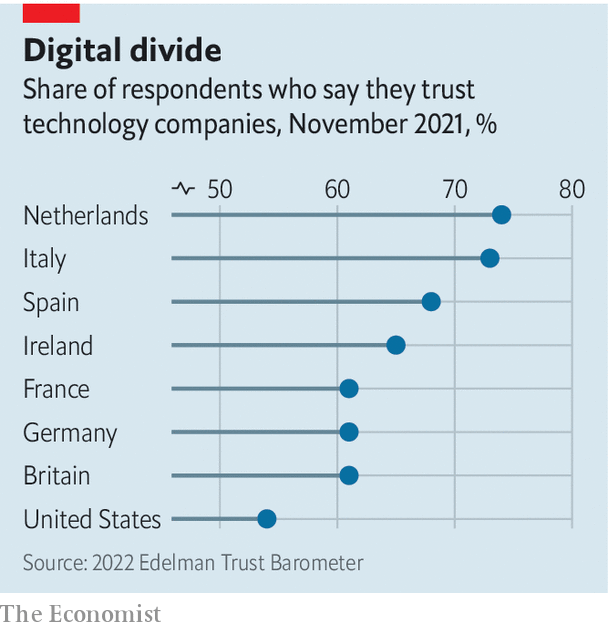 Digital divide
Share of respondents who say they trust
technology companies, November 2021, %
50 60 70 80
Netherlands
Italy
Spain
Ireland
France
Germany
Britain
United States
Source: 2022 Edelman Trust Barometer
The Economist